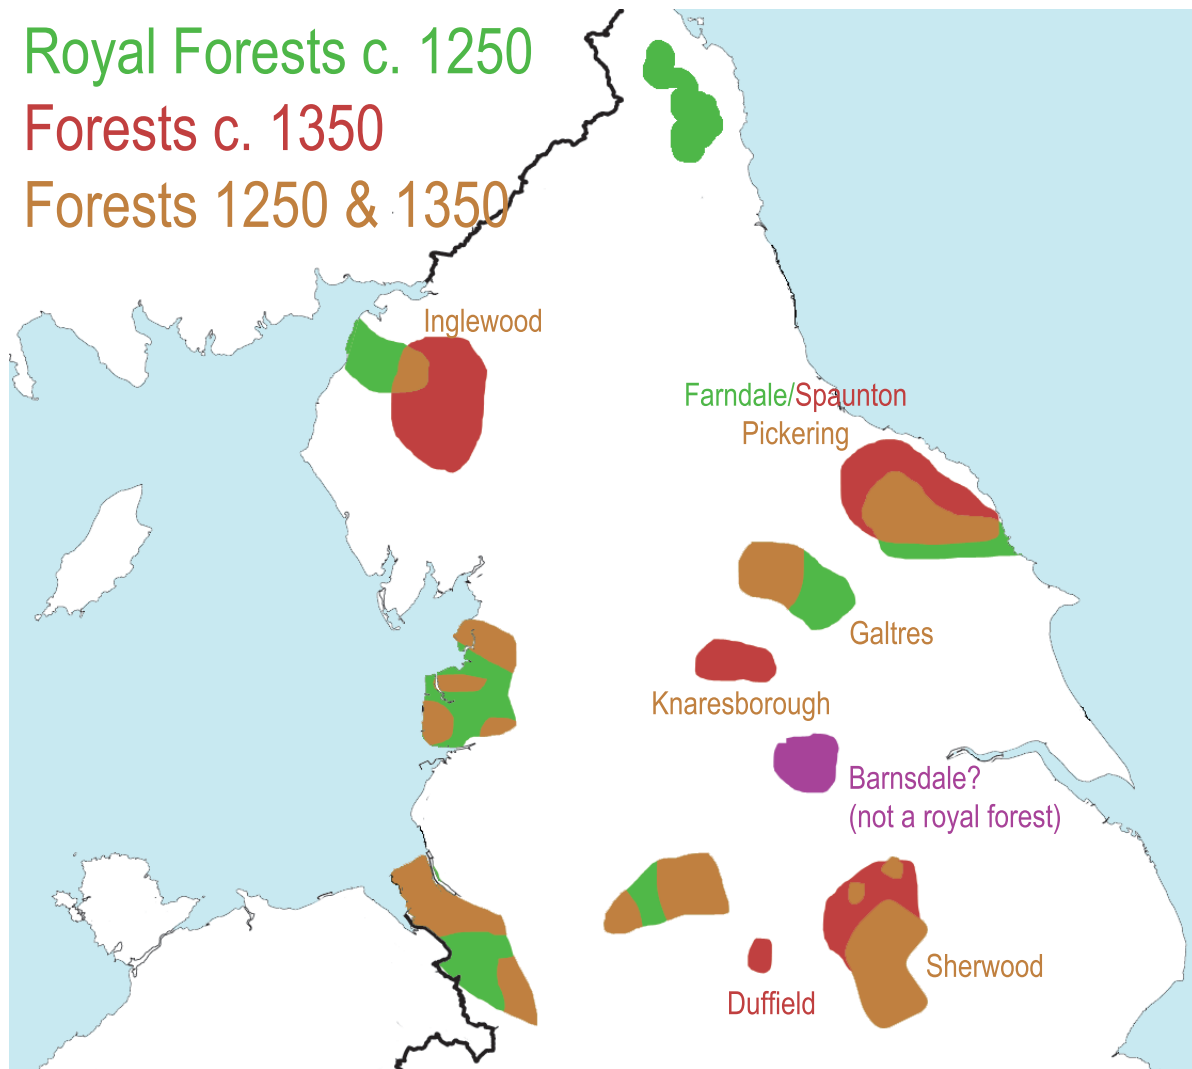 Royal Forests c. 1250
Forests c. 1350
Forests 1250 & 1350
Inglewood
Farndale/Spaunton
Pickering
Galtres
Knaresborough
Barnsdale?
(not a royal forest)
Sherwood
Duffield